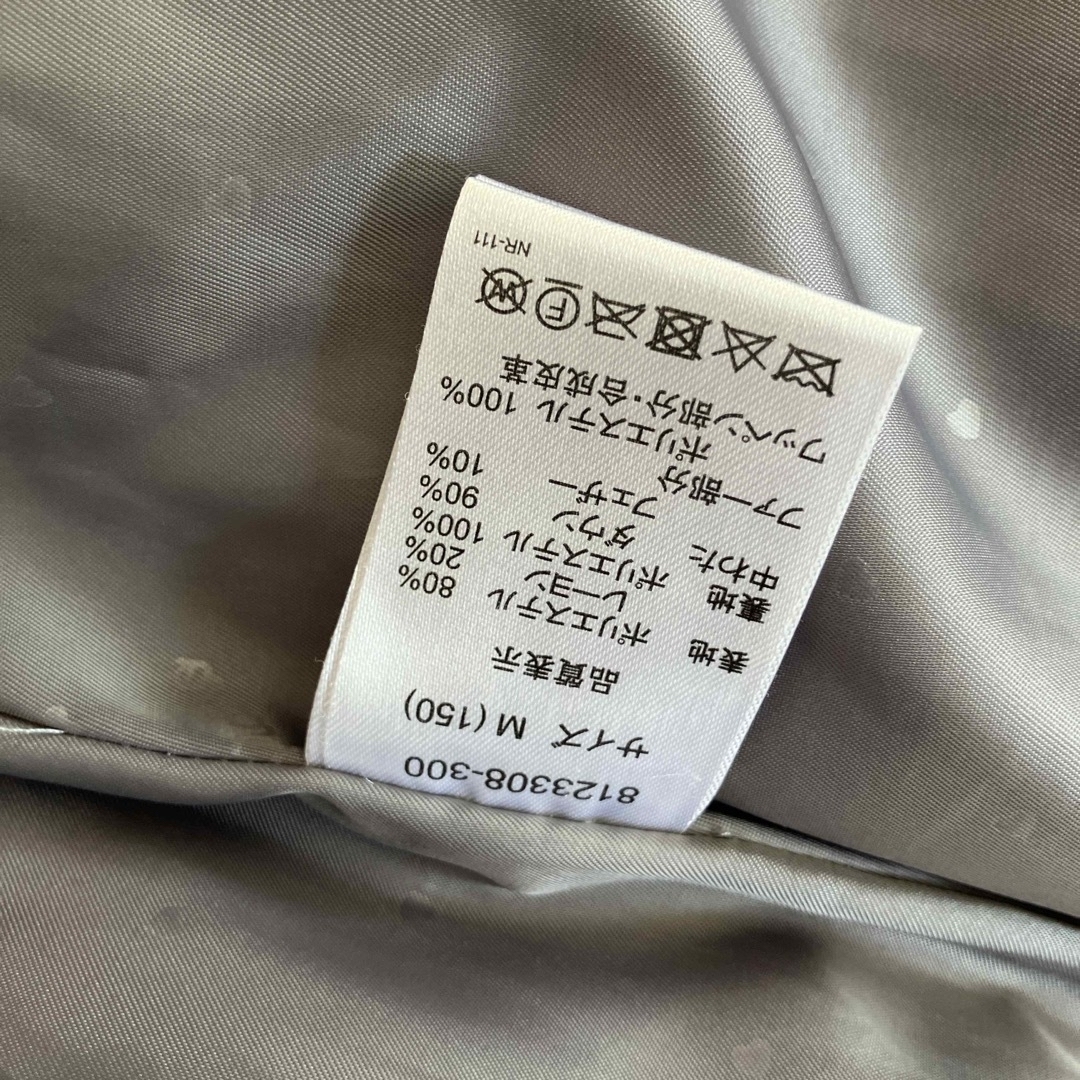 8123308-300
サイズ M (150)
品質表示
表地 ポリエステル 80%
レーヨン 20%
裏地 ポリエステル 100%
中わた ダウン 90%
フェザー 10%
ファー部分
ポリエステル 100%
ワッペン部分・合成皮革
F
W
NR-111